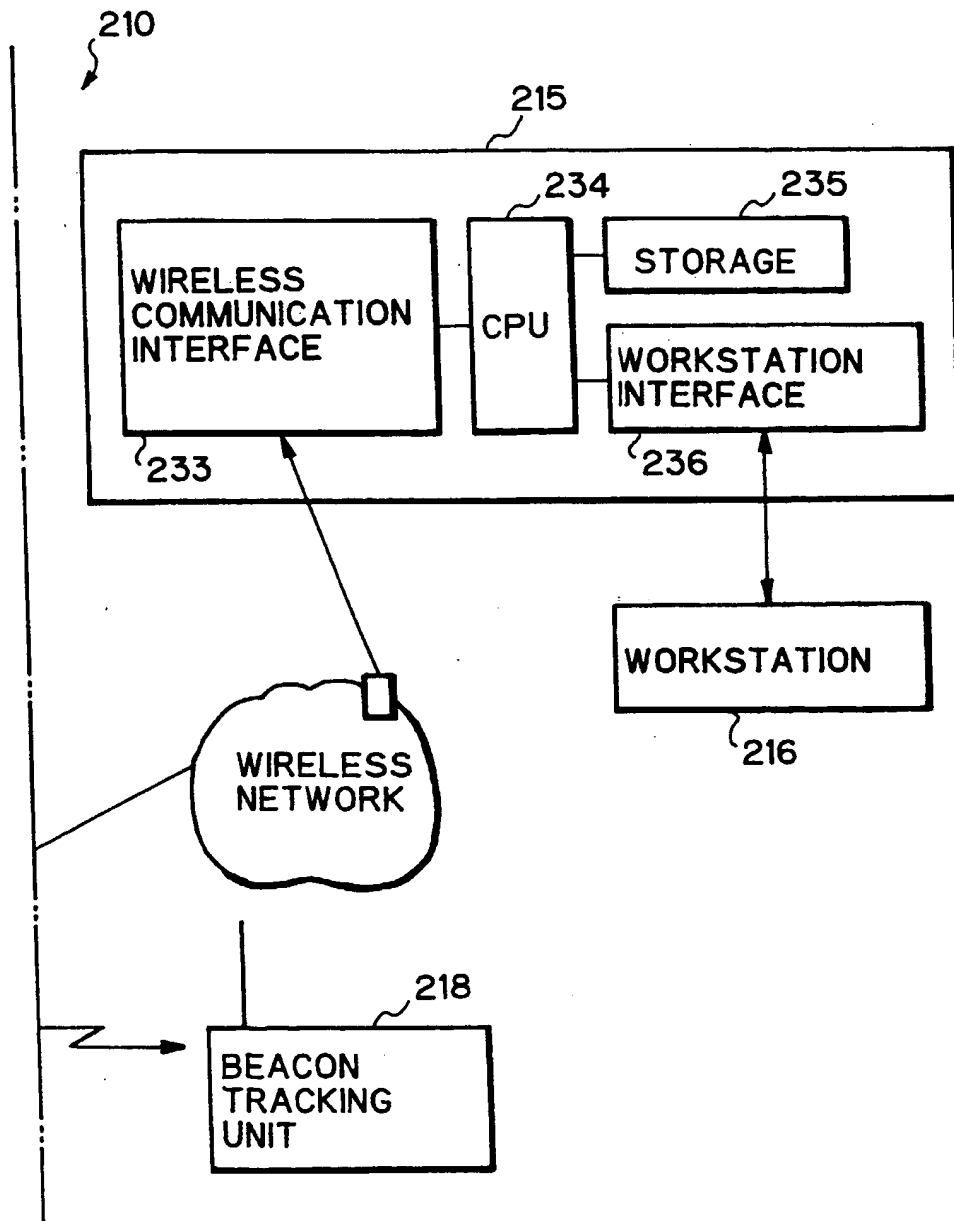 210
215
234
235
WIRELESS
COMMUNICATION
INTERFACE
CPU
STORAGE
WORKSTATION
INTERFACE
233
236
WORKSTATION
216
WIRELESS
NETWORK
218
BEACON
TRACKING
UNIT